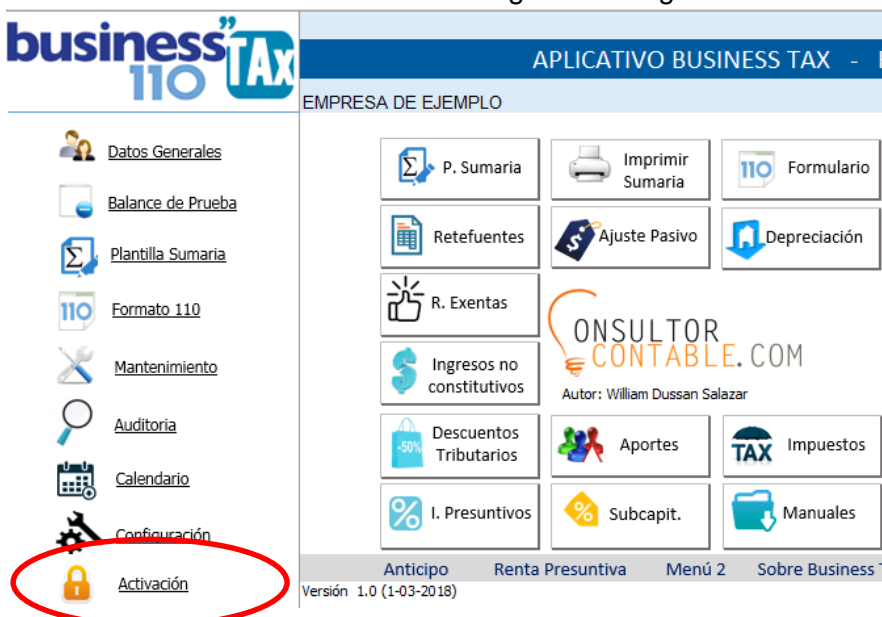 business TAX
110
APLICATIVO BUSINESS TAX -
EMPRESA DE EJEMPLO
Datos Generales
Balance de Prueba
Plantilla Sumaria
110 Formato 110
Mantenimiento
Auditoria
Calendario
Configuración
Activación
Σ P. Sumaria
Imprimir
Sumaria
110 Formulario
Retefuentes
$ Ajuste Pasivo
Depreciación
R. Exentas
Ingresos no
constitutivos
ONSULTOR
CONTABLE.COM
Autor: William Dussan Salazar
-50% Descuentos
Tributarios
Aportes
TAX Impuestos
% I. Presuntivos
% Subcapit.
Manuales
Anticipo Renta Presuntiva Menú 2 Sobre Business
Versión 1.0 (1-03-2018)